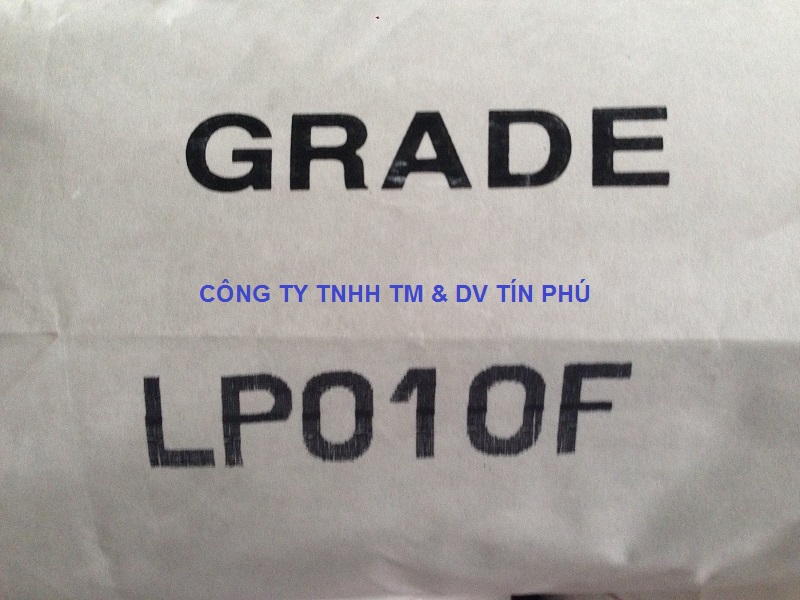 GRADE
CÔNG TY TNHH TM & DV TÍN PHÚ
LP010F